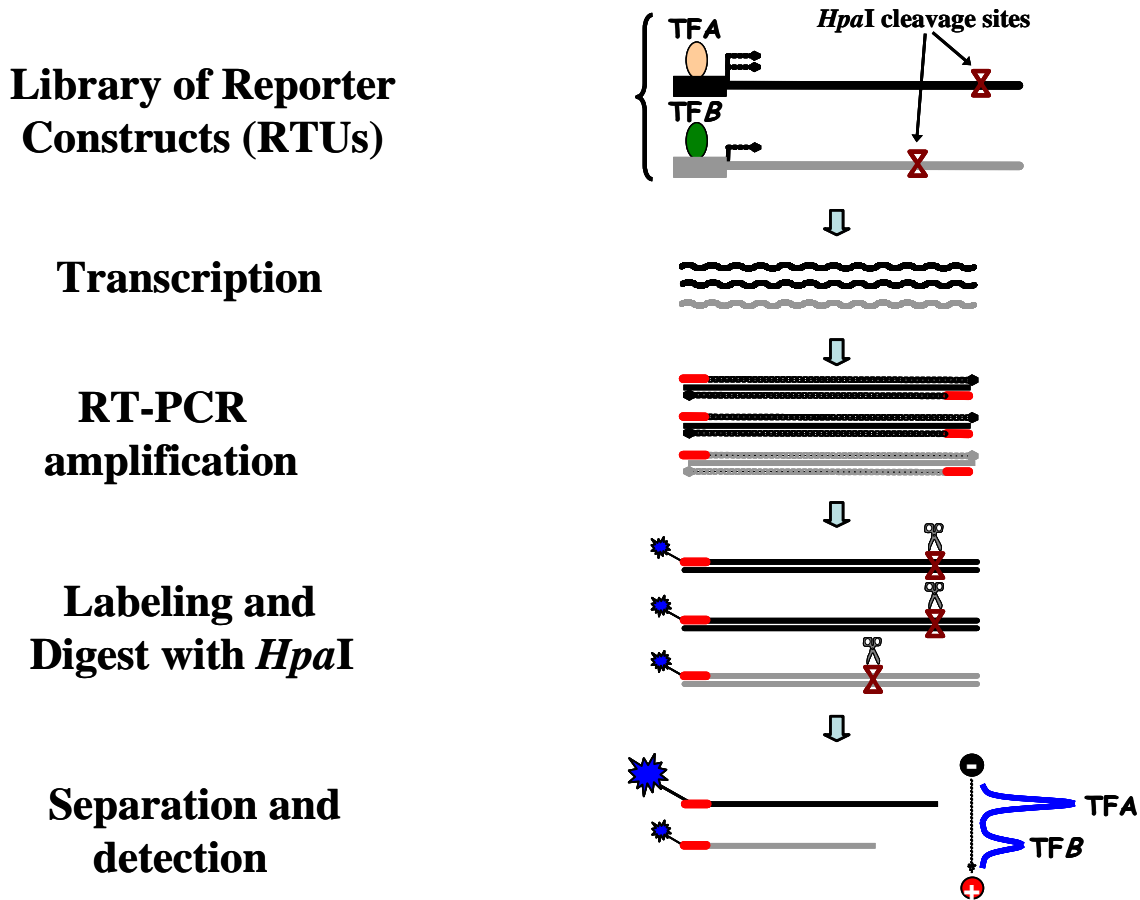 HpaI cleavage sites
TFA
Library of Reporter
Constructs (RTUs)
TFB
Transcription
RT-PCR
amplification
Labeling and
Digest with HpaI
Separation and
detection
-
TFA
TFB
+